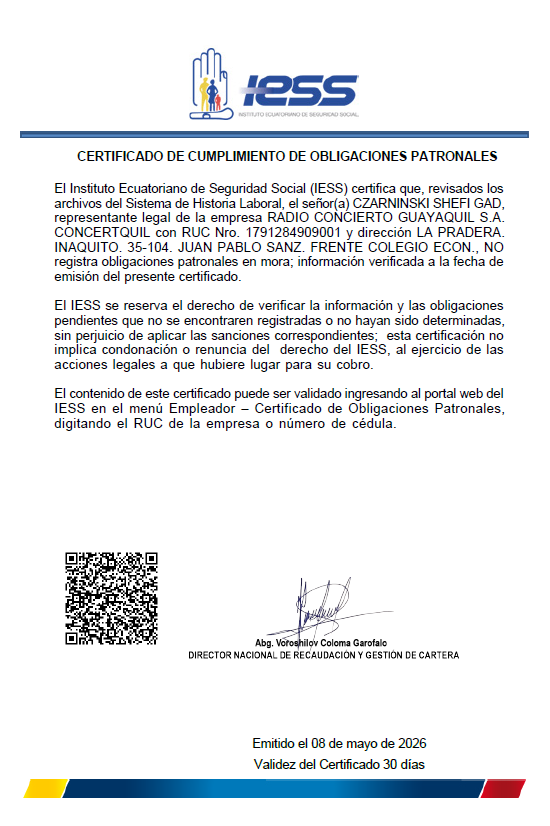 IESS
INSTITUTO ECUATORIANO DE SEGURIDAD SOCIAL
CERTIFICADO DE CUMPLIMIENTO DE OBLIGACIONES PATRONALES
El Instituto Ecuatoriano de Seguridad Social (IESS) certifica que, revisados los
archivos del Sistema de Historia Laboral, el señor(a) CZARNINSKI SHEFI GAD,
representante legal de la empresa RADIO CONCIERTO GUAYAQUIL S.A.
CONCERTQUIL con RUC Nro. 1791284909001 y dirección LA PRADERA.
INAQUITO. 35-104. JUAN PABLO SANZ. FRENTE COLEGIO ECON., NO
registra obligaciones patronales en mora; información verificada a la fecha de
emisión del presente certificado.
El IESS se reserva el derecho de verificar la información y las obligaciones
pendientes que no se encontraren registradas o no hayan sido determinadas,
sin perjuicio de aplicar las sanciones correspondientes; esta certificación no
implica condonación o renuncia del derecho del IESS, al ejercicio de las
acciones legales a que hubiere lugar para su cobro.
El contenido de este certificado puede ser validado ingresando al portal web del
IESS en el menú Empleador – Certificado de Obligaciones Patronales,
digitando el RUC de la empresa o número de cédula.
Abg. Voroshilov Coloma Garofalo
DIRECTOR NACIONAL DE RECAUDACIÓN Y GESTIÓN DE CARTERA
Emitido el 08 de mayo de 2026
Validez del Certificado 30 días